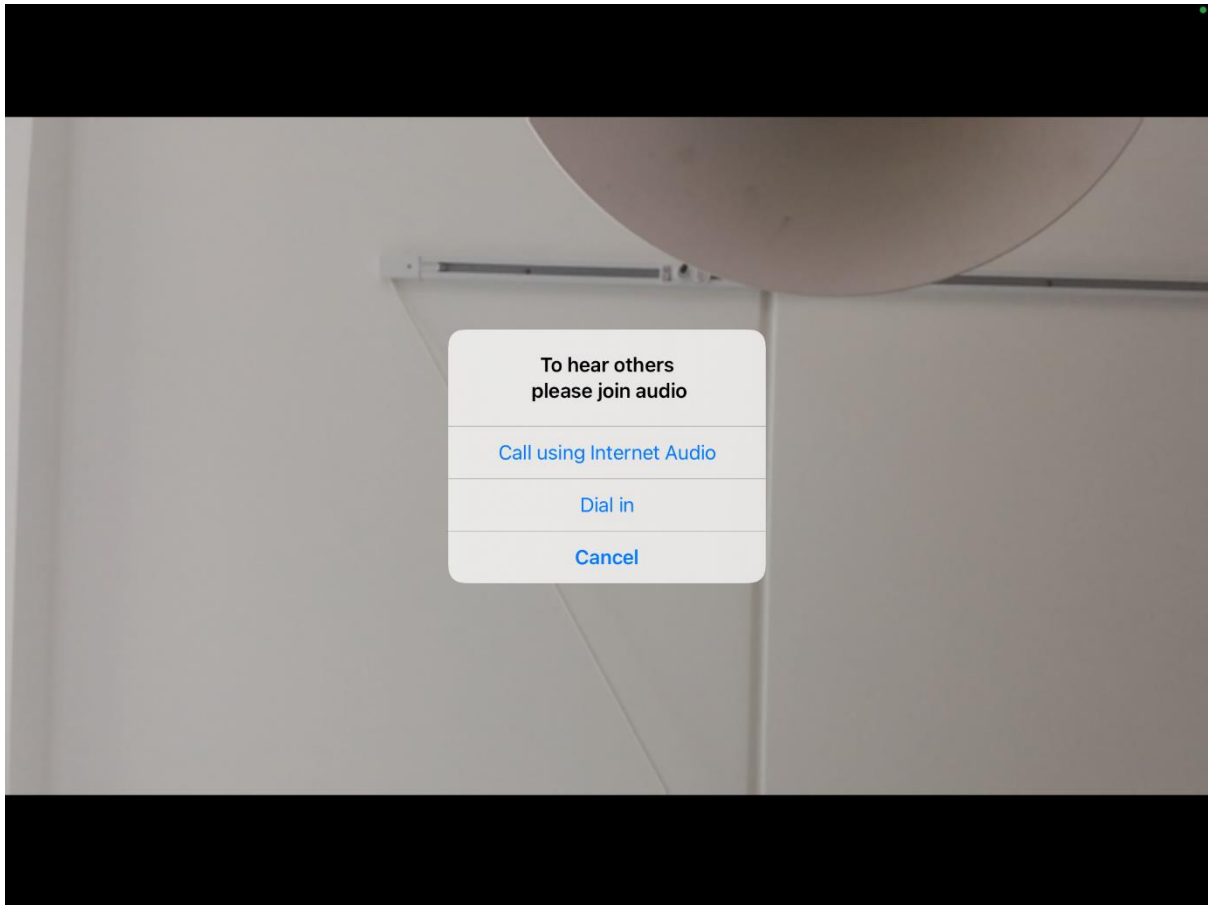 To hear others
please join audio
Call using Internet Audio
Dial in
Cancel